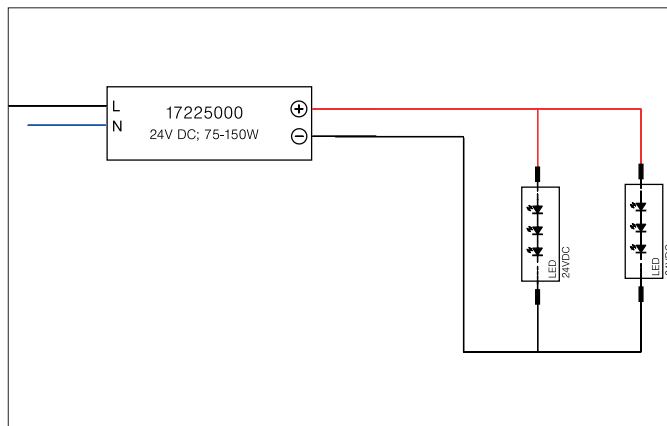 L
N
17225000
24V DC; 75-150W
+
−
LED
24VDC
LED